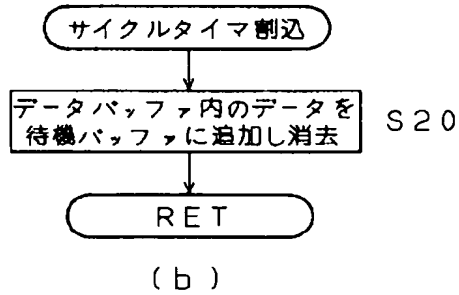 サイクルタイマ割込
データバッファ内のデータを
待機バッファに追加し消去
S20
RET
(b)